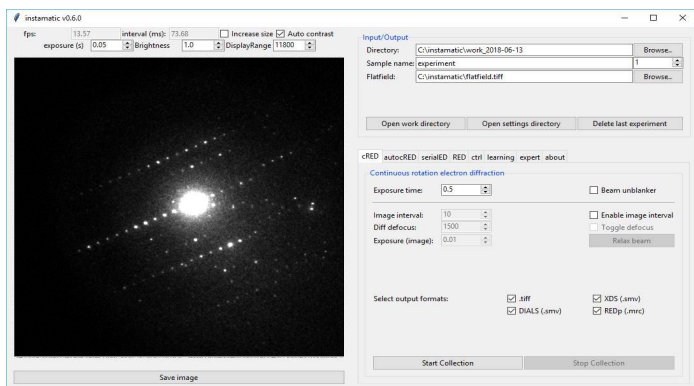 instamatic v0.6.0
fps: 13.57 interval (ms): 73.68 Increase size Auto contrast
exposure (s) 0.05 Brightness 1.0 DisplayRange 11800
Save image
Input/Output
Directory: C:\instamatic\work_2018-06-13 Browse..
Sample name: experiment 1
Flatfield: C:\instamatic\flatfield.tiff Browse..
Open work directory Open settings directory Delete last experiment
cRED autocRED serialED RED ctrl learning expert about
Continuous rotation electron diffraction
Exposure time: 0.5 Beam unblanker
Image interval: 10 Enable image interval
Diff defocus: 1500 Toggle defocus
Exposure (image): 0.01 Relax beam
Select output formats: .tiff XDS (.smv)
DIALS (.smv) REDp (.mrc)
Start Collection Stop Collection